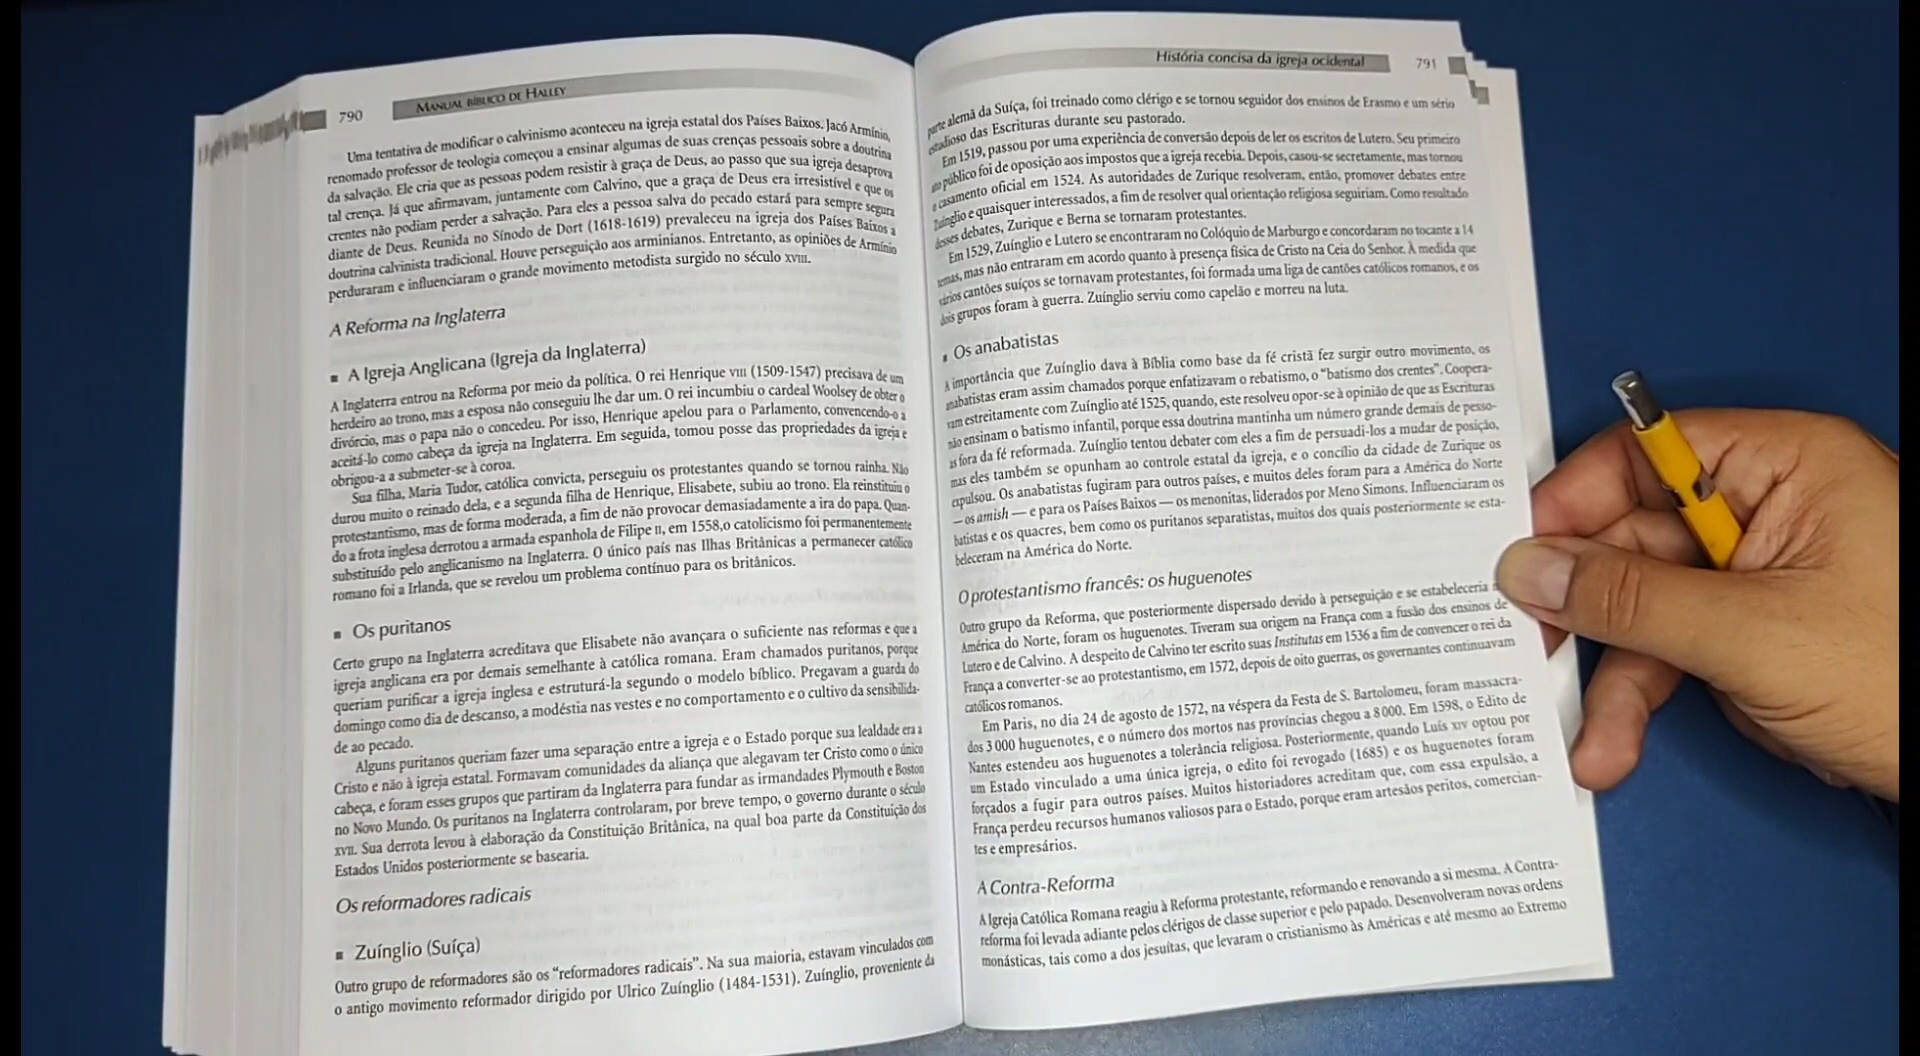 790
MANUAL BÍBLICO DE HALLEY
Uma tentativa de modificar o calvinismo aconteceu na igreja estatal dos Países Baixos. Jacó Armínio,
renomado professor de teologia começou a ensinar algumas de suas crenças pessoais sobre a doutrina
da salvação. Ele cria que as pessoas podem resistir à graça de Deus, ao passo que sua igreja desaprova
tal crença. Já que afirmavam, juntamente com Calvino, que a graça de Deus era irresistível e que os
crentes não podiam perder a salvação. Para eles a pessoa salva do pecado estará para sempre segura
diante de Deus. Reunida no Sínodo de Dort (1618-1619) prevaleceu na igreja dos Países Baixos a
doutrina calvinista tradicional. Houve perseguição aos arminianos. Entretanto, as opiniões de Armínio
perduraram e influenciaram o grande movimento metodista surgido no século XVIII.
A Reforma na Inglaterra
▪ A Igreja Anglicana (Igreja da Inglaterra)
A Inglaterra entrou na Reforma por meio da política. O rei Henrique VIII (1509-1547) precisava de um
herdeiro ao trono, mas a esposa não conseguiu lhe dar um. O rei incumbiu o cardeal Woolsey de obter o
divórcio, mas o papa não o concedeu. Por isso, Henrique apelou para o Parlamento, convencendo-o a
aceitá-lo como cabeça da igreja na Inglaterra. Em seguida, tomou posse das propriedades da igreja e
obrigou-a a submeter-se à coroa.
Sua filha, Maria Tudor, católica convicta, perseguiu os protestantes quando se tornou rainha. Não
durou muito o reinado dela, e a segunda filha de Henrique, Elisabete, subiu ao trono. Ela reinstituiu o
protestantismo, mas de forma moderada, a fim de não provocar demasiadamente a ira do papa. Quan-
do a frota inglesa derrotou a armada espanhola de Filipe II, em 1558,o catolicismo foi permanentemente
substituído pelo anglicanismo na Inglaterra. O único país nas Ilhas Britânicas a permanecer católico
romano foi a Irlanda, que se revelou um problema contínuo para os britânicos.
▪ Os puritanos
Certo grupo na Inglaterra acreditava que Elisabete não avançara o suficiente nas reformas e que a
igreja anglicana era por demais semelhante à católica romana. Eram chamados puritanos, porque
queriam purificar a igreja inglesa e estruturá-la segundo o modelo bíblico. Pregavam a guarda do
domingo como dia de descanso, a modéstia nas vestes e no comportamento e o cultivo da sensibilida-
de ao pecado.
Alguns puritanos queriam fazer uma separação entre a igreja e o Estado porque sua lealdade era a
Cristo e não à igreja estatal. Formavam comunidades da aliança que alegavam ter Cristo como o único
cabeça, e foram esses grupos que partiram da Inglaterra para fundar as irmandades Plymouth e Boston
no Novo Mundo. Os puritanos na Inglaterra controlaram, por breve tempo, o governo durante o século
XVII. Sua derrota levou à elaboração da Constituição Britânica, na qual boa parte da Constituição dos
Estados Unidos posteriormente se basearia.
Os reformadores radicais
▪ Zuínglio (Suíça)
Outro grupo de reformadores são os “reformadores radicais”. Na sua maioria, estavam vinculados com
o antigo movimento reformador dirigido por Ulrico Zuínglio (1484-1531). Zuínglio, proveniente da
História concisa da igreja ocidental
791
parte alemã da Suíça, foi treinado como clérigo e se tornou seguidor dos ensinos de Erasmo e um sério
estudioso das Escrituras durante seu pastorado.
Em 1519, passou por uma experiência de conversão depois de ler os escritos de Lutero. Seu primeiro
ato público foi de oposição aos impostos que a igreja recebia. Depois, casou-se secretamente, mas tornou
o casamento oficial em 1524. As autoridades de Zurique resolveram, então, promover debates entre
Zuínglio e quaisquer interessados, a fim de resolver qual orientação religiosa seguiriam. Como resultado
desses debates, Zurique e Berna se tornaram protestantes.
Em 1529, Zuínglio e Lutero se encontraram no Colóquio de Marburgo e concordaram no tocante a 14
temas, mas não entraram em acordo quanto à presença física de Cristo na Ceia do Senhor. À medida que
vários cantões suíços se tornavam protestantes, foi formada uma liga de cantões católicos romanos, e os
dois grupos foram à guerra. Zuínglio serviu como capelão e morreu na luta.
▪ Os anabatistas
A importância que Zuínglio dava à Bíblia como base da fé cristã fez surgir outro movimento, os
anabatistas eram assim chamados porque enfatizavam o rebatismo, o “batismo dos crentes”. Coopera-
vam estreitamente com Zuínglio até 1525, quando, este resolveu opor-se à opinião de que as Escrituras
não ensinam o batismo infantil, porque essa doutrina mantinha um número grande demais de pesso-
as fora da fé reformada. Zuínglio tentou debater com eles a fim de persuadi-los a mudar de posição,
mas eles também se opunham ao controle estatal da igreja, e o concílio da cidade de Zurique os
expulsou. Os anabatistas fugiram para outros países, e muitos deles foram para a América do Norte
— os amish — e para os Países Baixos — os menonitas, liderados por Meno Simons. Influenciaram os
batistas e os quacres, bem como os puritanos separatistas, muitos dos quais posteriormente se esta-
beleceram na América do Norte.
O protestantismo francês: os huguenotes
Outro grupo da Reforma, que posteriormente dispersado devido à perseguição e se estabeleceria
América do Norte, foram os huguenotes. Tiveram sua origem na França com a fusão dos ensinos de
Lutero e de Calvino. A despeito de Calvino ter escrito suas Institutas em 1536 a fim de convencer o rei da
França a converter-se ao protestantismo, em 1572, depois de oito guerras, os governantes continuavam
católicos romanos.
Em Paris, no dia 24 de agosto de 1572, na véspera da Festa de S. Bartolomeu, foram massacra-
dos 3 000 huguenotes, e o número dos mortos nas províncias chegou a 8 000. Em 1598, o Edito de
Nantes estendeu aos huguenotes a tolerância religiosa. Posteriormente, quando Luís XIV optou por
um Estado vinculado a uma única igreja, o edito foi revogado (1685) e os huguenotes foram
forçados a fugir para outros países. Muitos historiadores acreditam que, com essa expulsão, a
França perdeu recursos humanos valiosos para o Estado, porque eram artesãos peritos, comercian-
tes e empresários.
A Contra-Reforma
A Igreja Católica Romana reagiu à Reforma protestante, reformando e renovando a si mesma. A Contra-
reforma foi levada adiante pelos clérigos de classe superior e pelo papado. Desenvolveram novas ordens
monásticas, tais como a dos jesuítas, que levaram o cristianismo às Américas e até mesmo ao Extremo